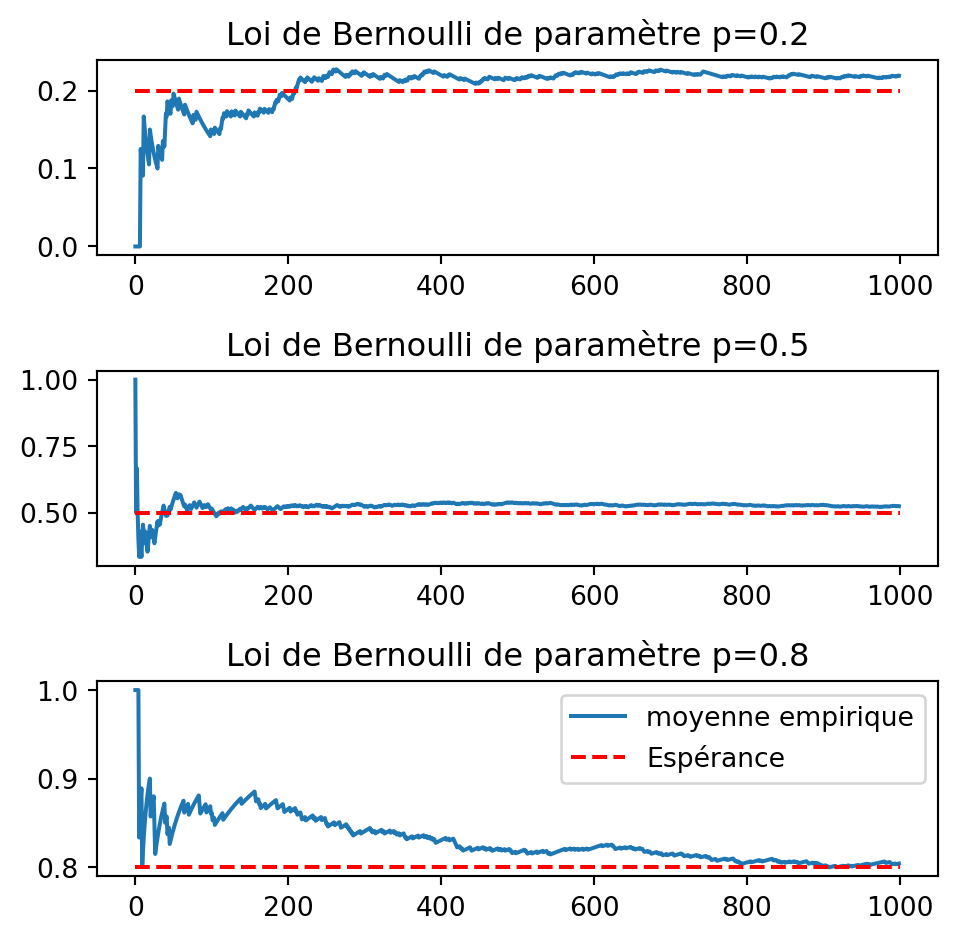 Loi de Bernoulli de paramètre p=0.2
0.2
0.1
0.0
0 200 400 600 800 1000
Loi de Bernoulli de paramètre p=0.5
1.00
0.75
0.50
0 200 400 600 800 1000
Loi de Bernoulli de paramètre p=0.8
1.0
moyenne empirique
Espérance
0.9
0.8
0 200 400 600 800 1000